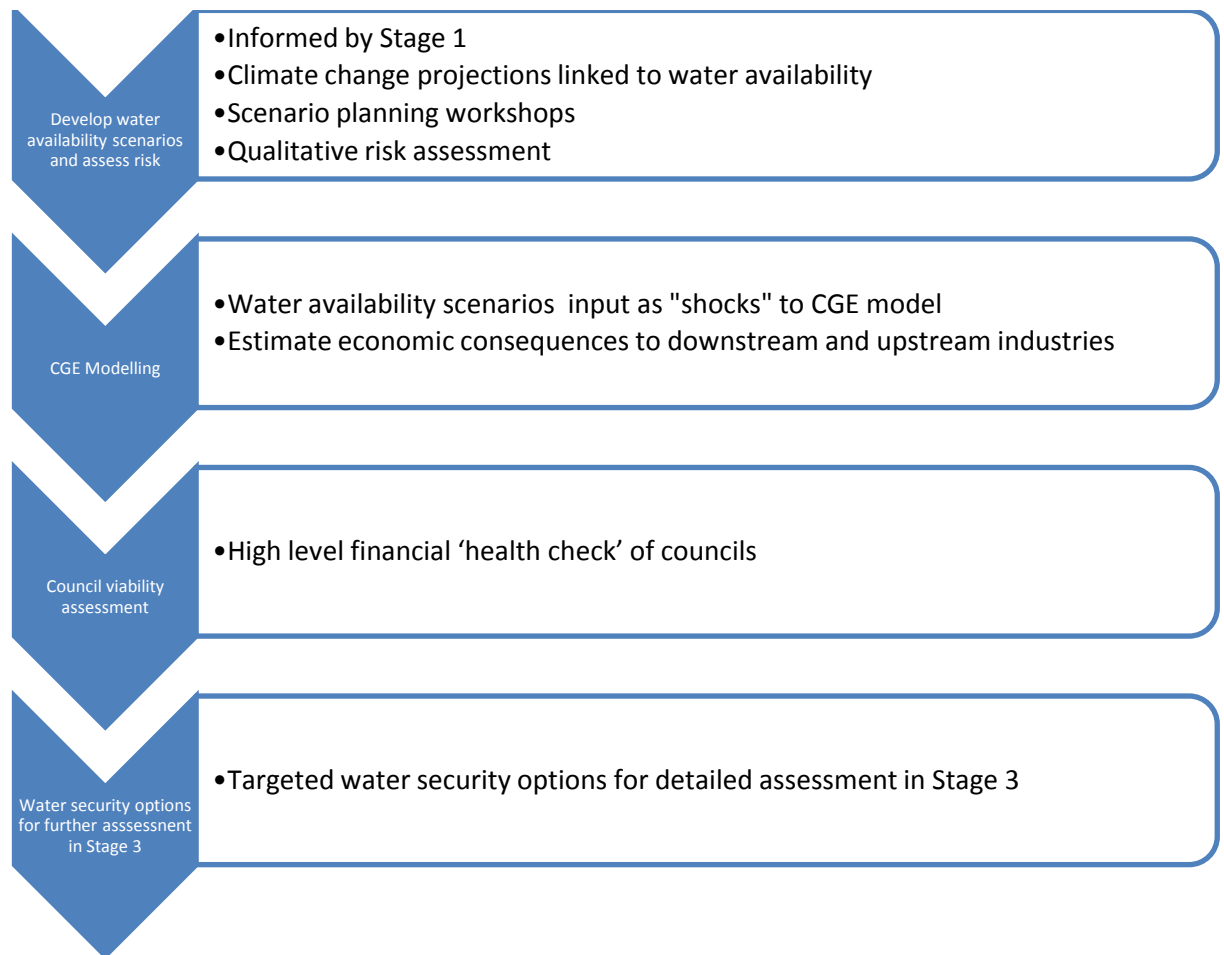 Develop water
availability scenarios
and assess risk
•Informed by Stage 1
•Climate change projections linked to water availability
•Scenario planning workshops
•Qualitative risk assessment
CGE Modelling
•Water availability scenarios input as "shocks" to CGE model
•Estimate economic consequences to downstream and upstream industries
Council viability
assessment
•High level financial ‘health check’ of councils
Water security options
for further asssessnent
in Stage 3
•Targeted water security options for detailed assessment in Stage 3